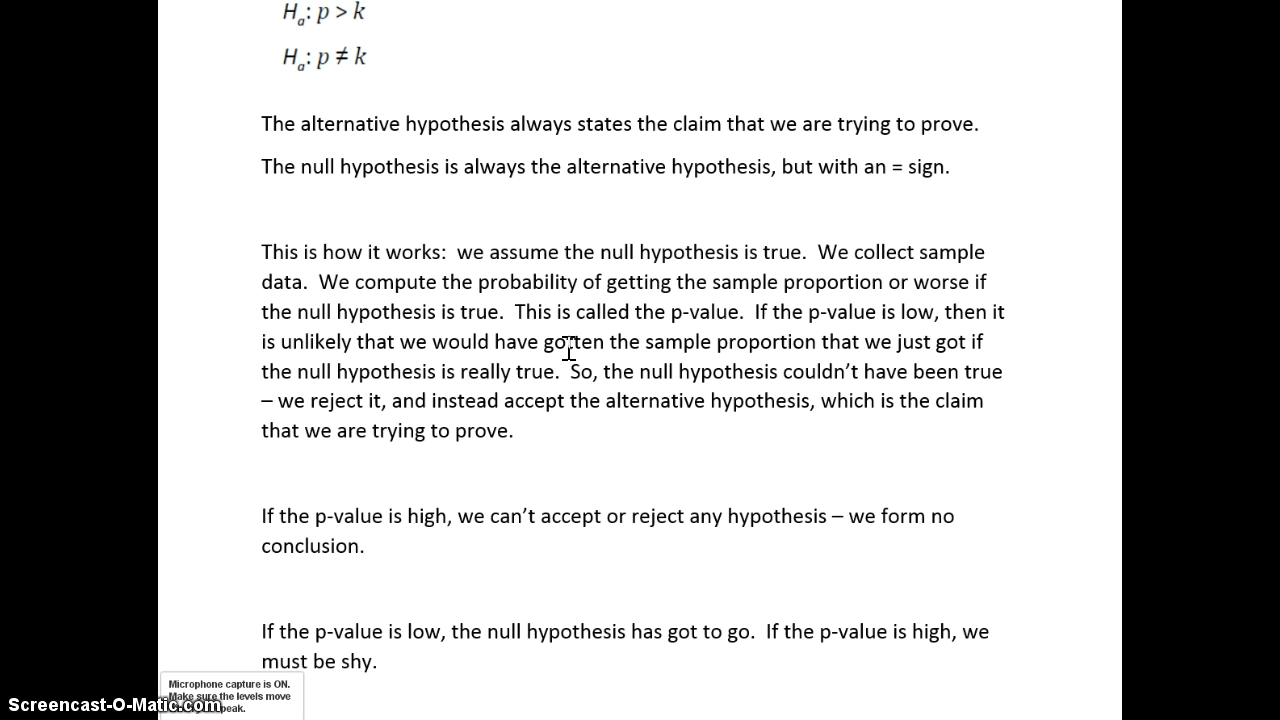 Ha: p > k
Ha: p ≠ k
The alternative hypothesis always states the claim that we are trying to prove.
The null hypothesis is always the alternative hypothesis, but with an = sign.
This is how it works:  we assume the null hypothesis is true.  We collect sample
data.  We compute the probability of getting the sample proportion or worse if
the null hypothesis is true.  This is called the p-value.  If the p-value is low, then it
is unlikely that we would have gotten the sample proportion that we just got if
the null hypothesis is really true.  So, the null hypothesis couldn’t have been true
– we reject it, and instead accept the alternative hypothesis, which is the claim
that we are trying to prove.
If the p-value is high, we can’t accept or reject any hypothesis – we form no
conclusion.
If the p-value is low, the null hypothesis has got to go.  If the p-value is high, we
must be shy.
Microphone capture is ON.
Make sure the levels move
peak.
Screencast-O-Matic.com